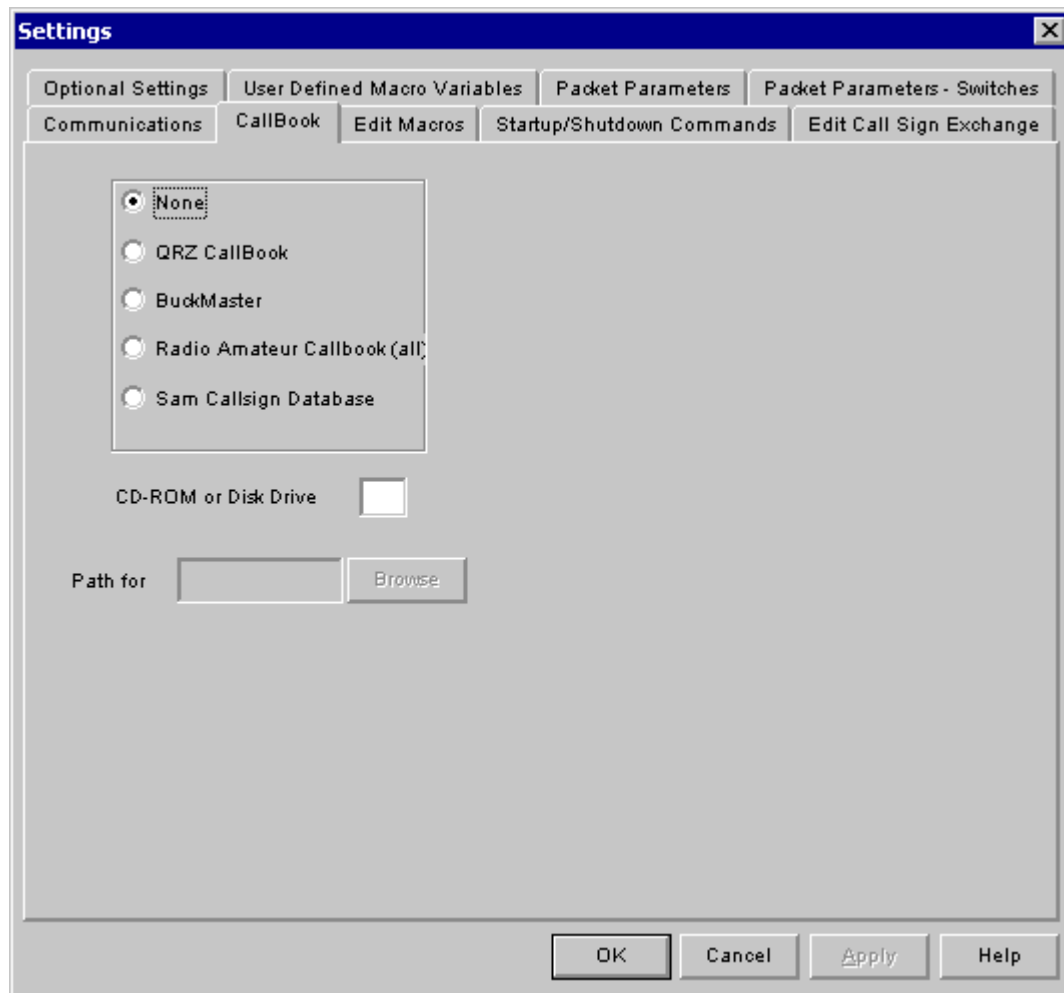 Settings
Optional Settings User Defined Macro Variables Packet Parameters Packet Parameters - Switches
Communications CallBook Edit Macros Startup/Shutdown Commands Edit Call Sign Exchange
None
QRZ CallBook
BuckMaster
Radio Amateur Callbook (all)
Sam Callsign Database
CD-ROM or Disk Drive
Path for Browse
OK Cancel Apply Help